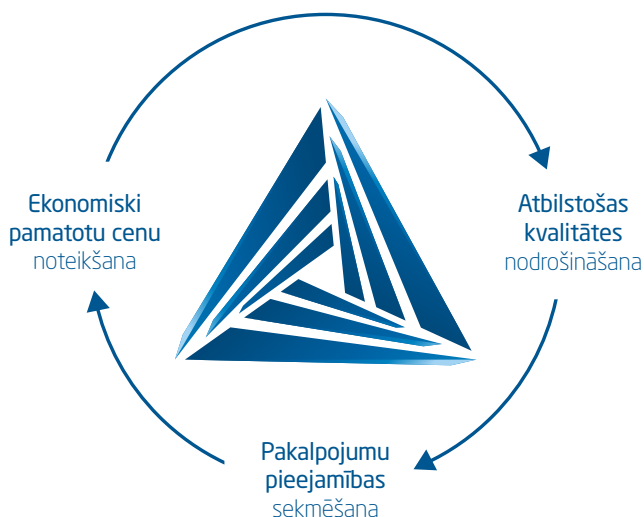 Ekonomiski
pamatotu cenu
noteikšana
Atbilstošas
kvalitātes
nodrošināšana
Pakalpojumu
pieejamības
sekmēšana